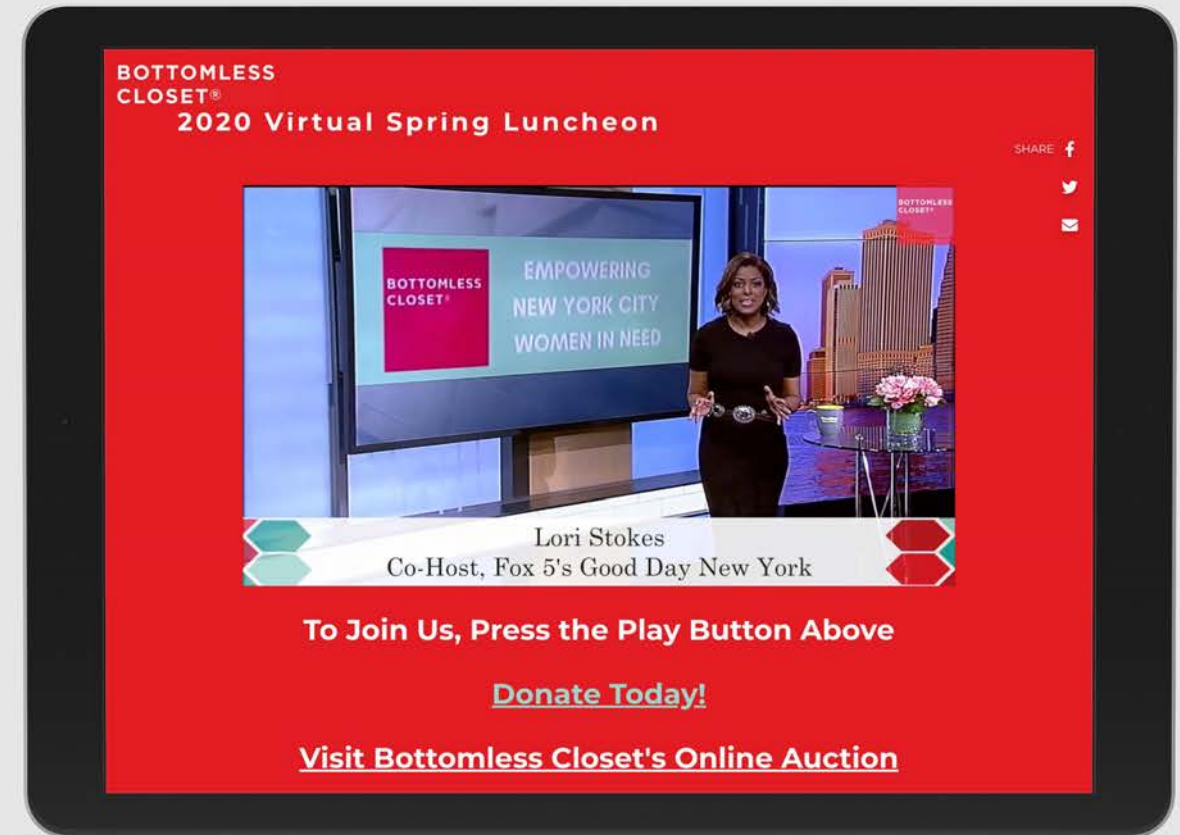 BOTTOMLESS
CLOSET®
2020 Virtual Spring Luncheon
SHARE
BOTTOMLESS
CLOSET®
BOTTOMLESS
CLOSET®
EMPOWERING
NEW YORK CITY
WOMEN IN NEED
Lori Stokes
Co-Host, Fox 5's Good Day New York
To Join Us, Press the Play Button Above
Donate Today!
Visit Bottomless Closet's Online Auction